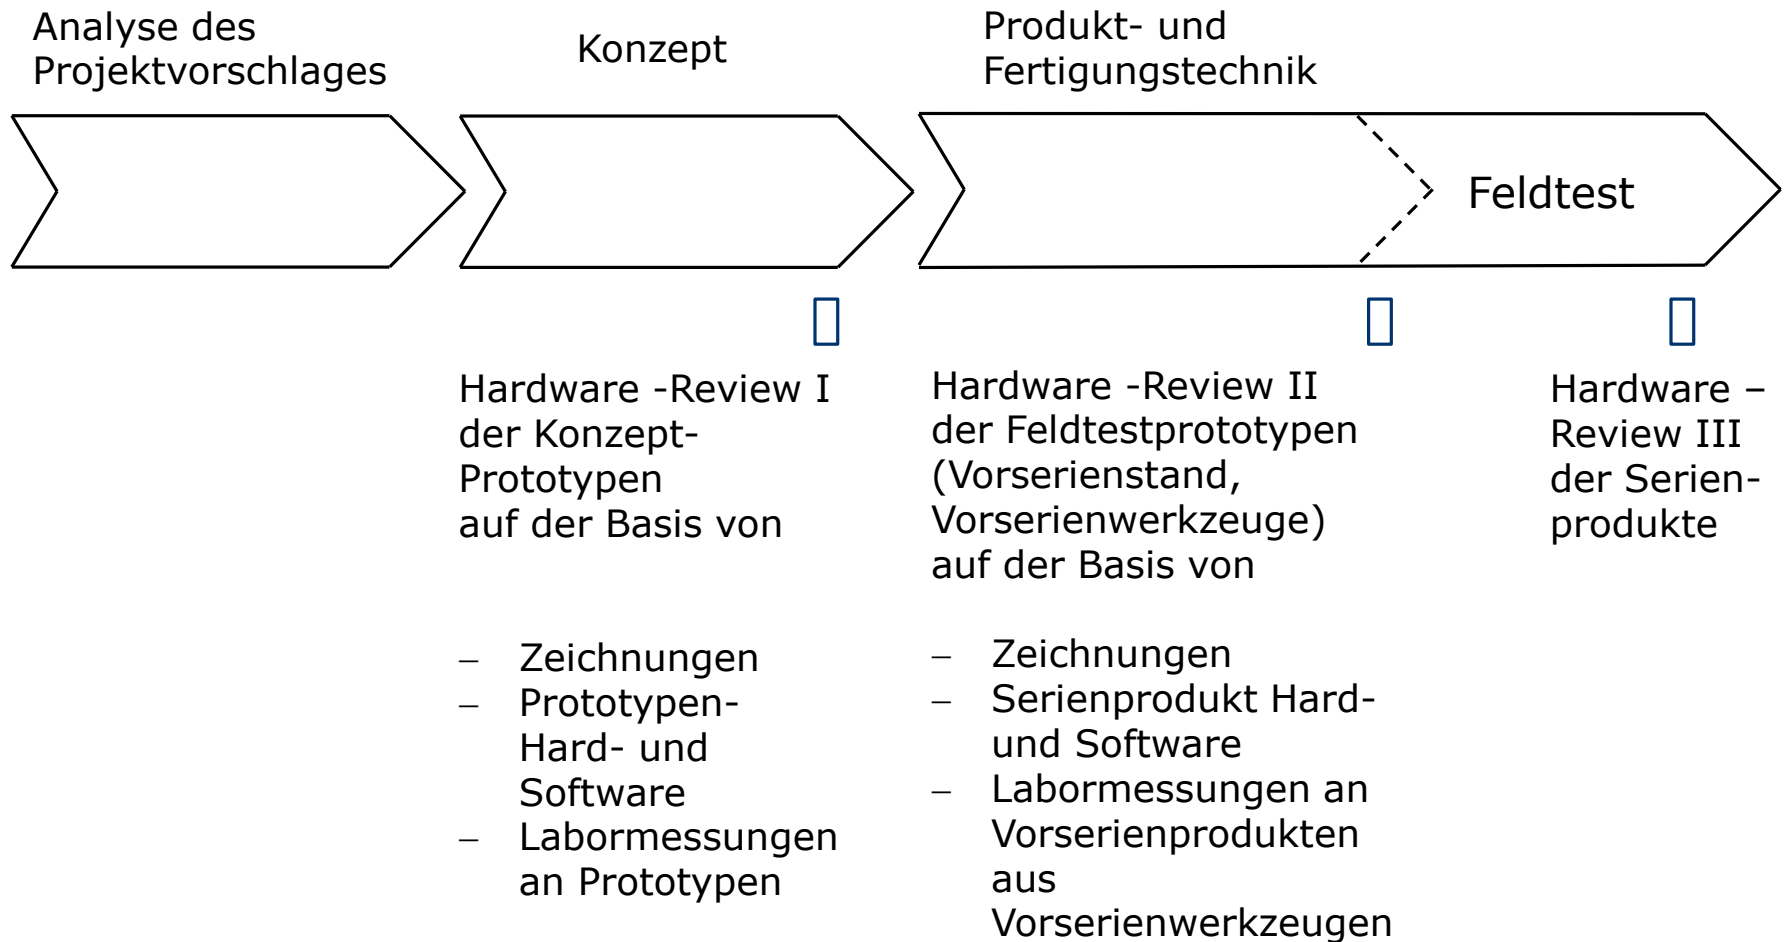 Analyse des
Projektvorschlages
Konzept
Produkt- und
Fertigungstechnik
Feldtest
Hardware -Review I
der Konzept-
Prototypen
auf der Basis von
– Zeichnungen
– Prototypen-
Hard- und
Software
– Labormessungen
an Prototypen
Hardware -Review II
der Feldtestprototypen
(Vorserienstand,
Vorserienwerkzeuge)
auf der Basis von
– Zeichnungen
– Serienprodukt Hard-
und Software
– Labormessungen an
Vorserienprodukten
aus
Vorserienwerkzeugen
Hardware –
Review III
der Serien-
produkte